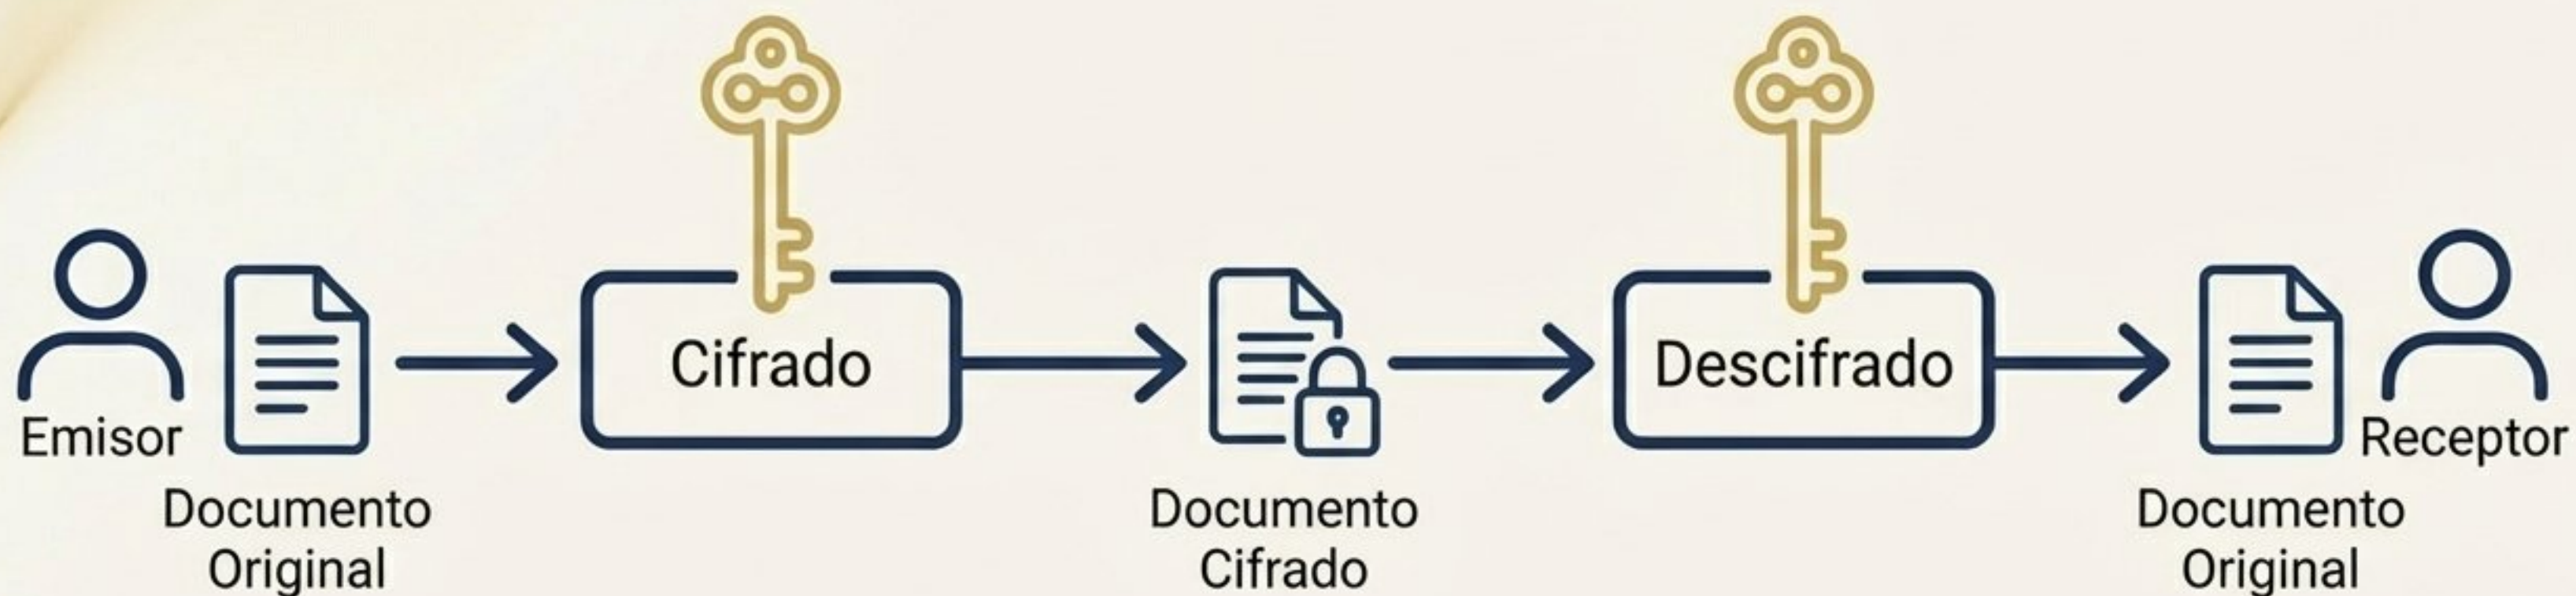 Emisor
Documento
Original
Cifrado
Documento
Cifrado
Descifrado
Documento
Original
Receptor